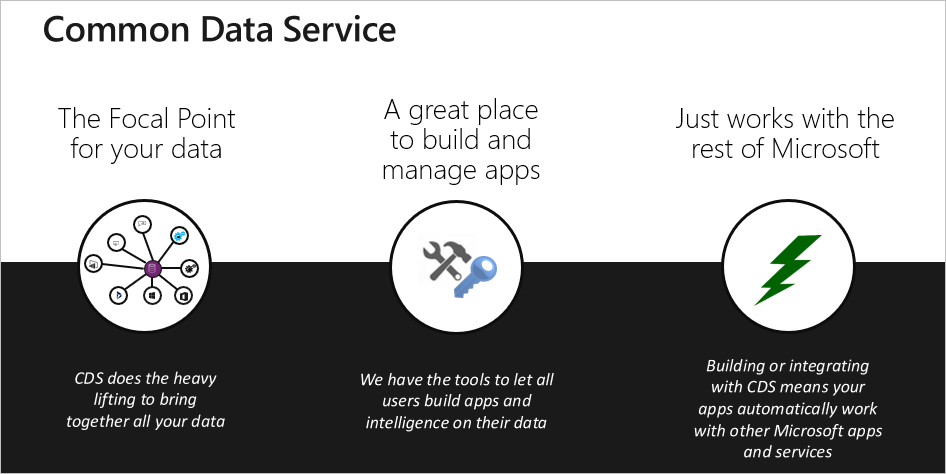 Common Data Service
The Focal Point
for your data
A great place
to build and
manage apps
Just works with the
rest of Microsoft
CDS does the heavy
lifting to bring
together all your data
We have the tools to let all
users build apps and
intelligence on their data
Building or integrating
with CDS means your
apps automatically work
with other Microsoft apps
and services